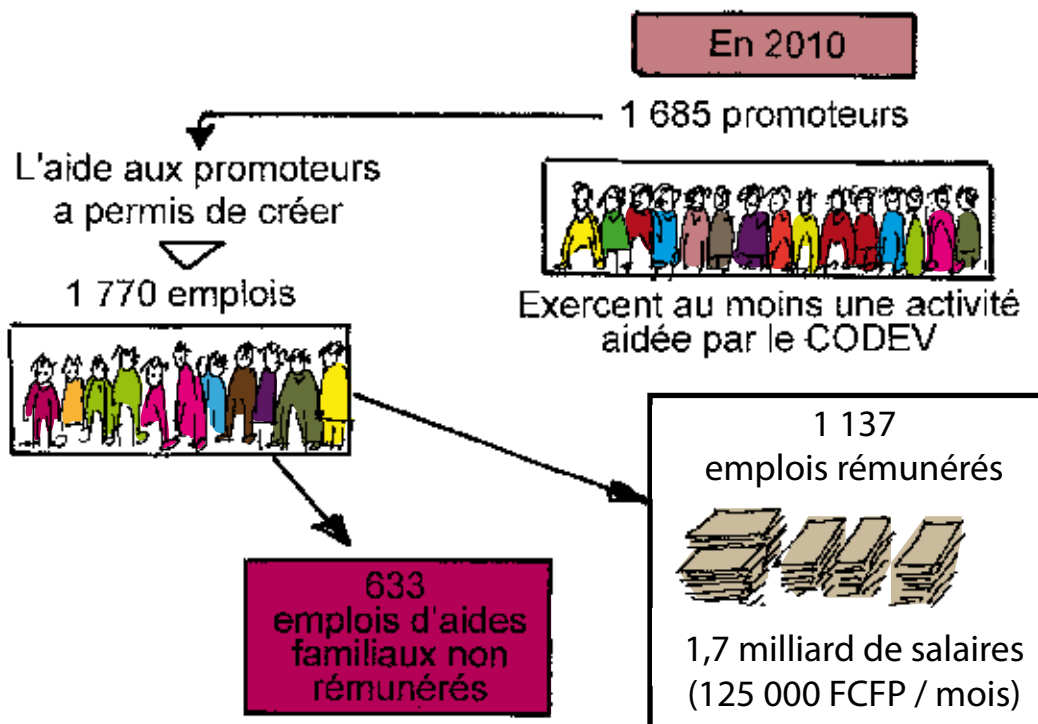 En 2010
1 685 promoteurs
Exercent au moins une activité
aidée par le CODEV
L'aide aux promoteurs
a permis de créer
1 770 emplois
633
emplois d'aides
familiaux non
rémunérés
1 137
emplois rémunérés
1,7 milliard de salaires
(125 000 FCFP / mois)